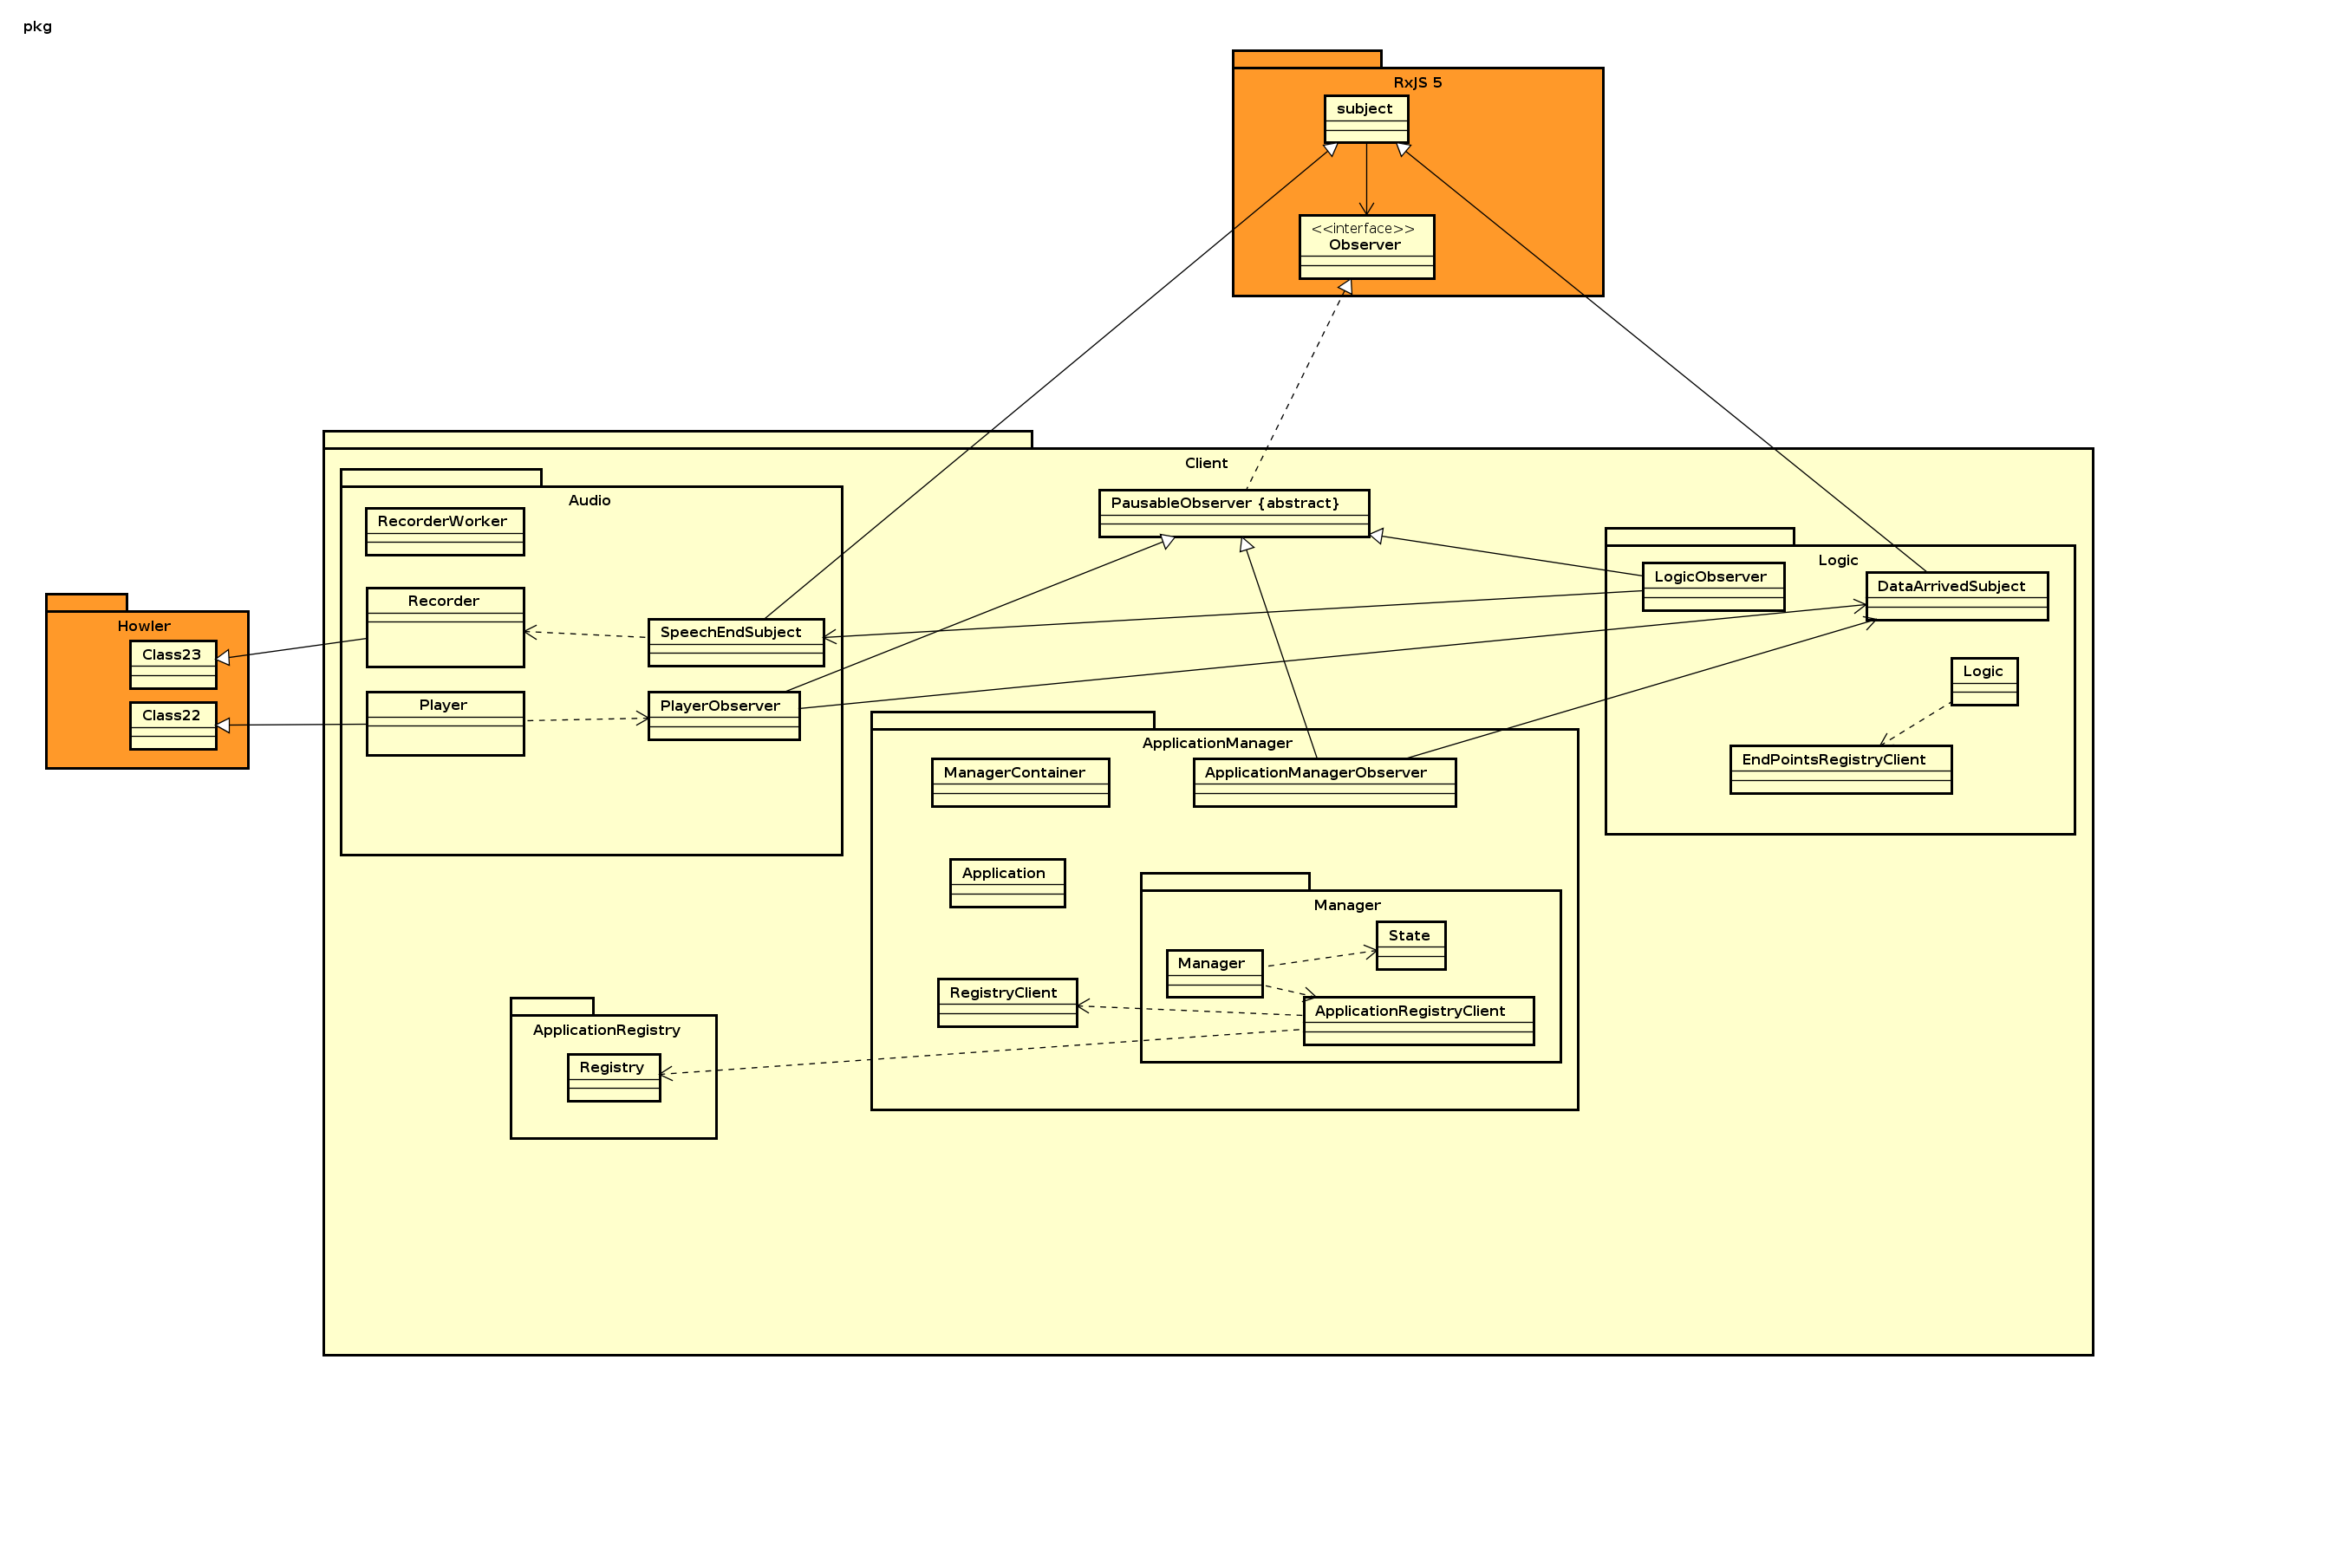 pkg
RxJS 5
subject
<<interface>>
Observer
Client
Audio
RecorderWorker
Recorder
SpeechEndSubject
Player
PlayerObserver
Howler
Class23
Class22
PausableObserver {abstract}
Logic
LogicObserver
DataArrivedSubject
Logic
EndPointsRegistryClient
ApplicationManager
ManagerContainer
ApplicationManagerObserver
Application
Manager
State
Manager
RegistryClient
ApplicationRegistryClient
ApplicationRegistry
Registry